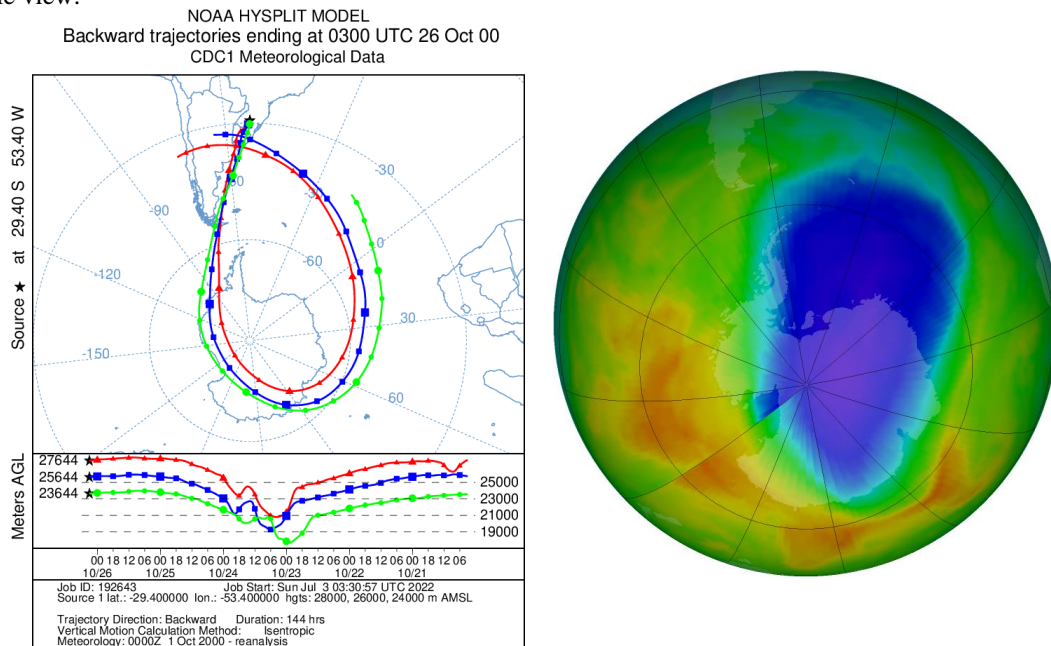 ne view.
NOAA HYSPLIT MODEL
Backward trajectories ending at 0300 UTC 26 Oct 00
CDC1 Meteorological Data
Source ★ at 29.40 S 53.40 W
-30
-90
0
-60
-120
30
-150
60
Meters AGL
27644
25644
23644
25000
23000
21000
19000
00 18 12 06 00 18 12 06 00 18 12 06 00 18 12 06 00 18 12 06 00 18 12 06
10/26 10/25 10/24 10/23 10/22 10/21
Job ID: 192643 Job Start: Sun Jul 3 03:30:57 UTC 2022
Source 1 lat.: -29.400000 lon.: -53.400000 hgts: 28000, 26000, 24000 m AMSL
Trajectory Direction: Backward Duration: 144 hrs
Vertical Motion Calculation Method: Isentropic
Meteorology: 0000Z 1 Oct 2000 - reanalysis